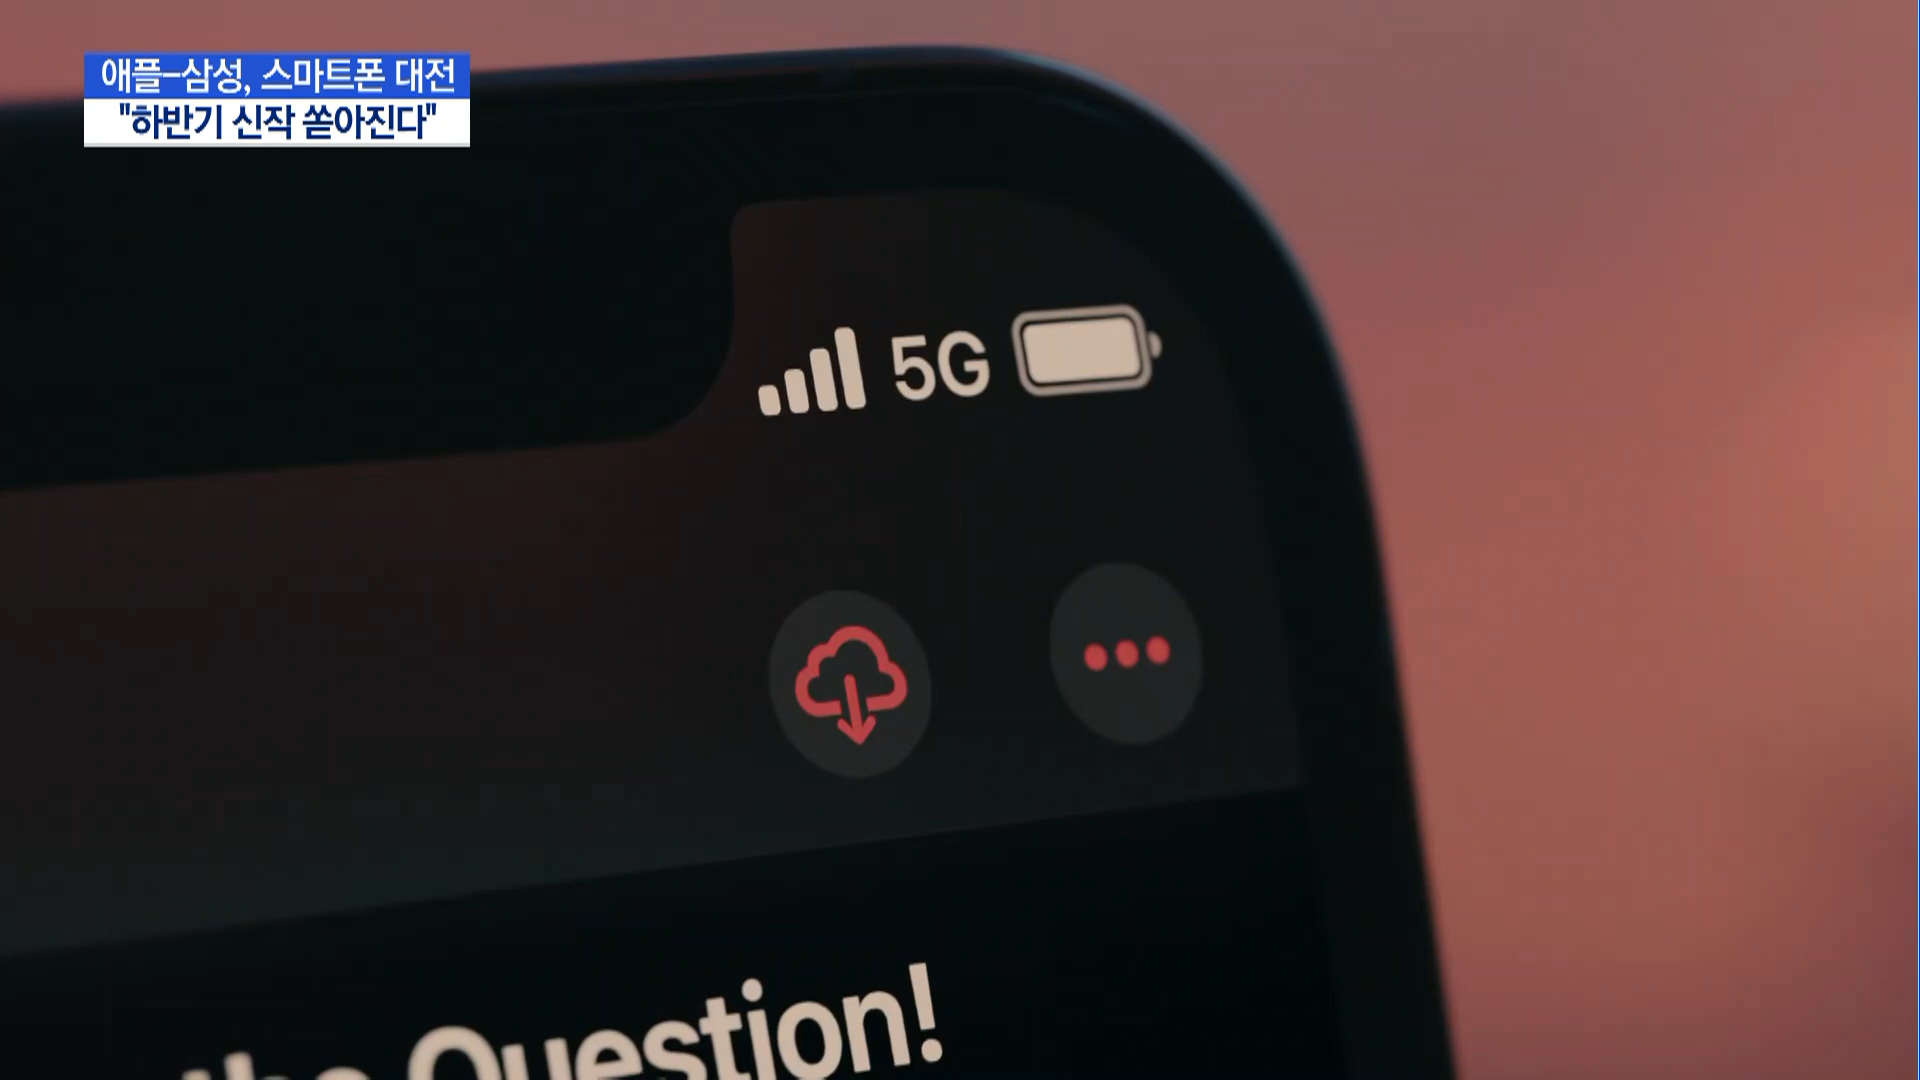 애플-삼성, 스마트폰 대전
"하반기 신작 쏟아진다"
5G
the Question!